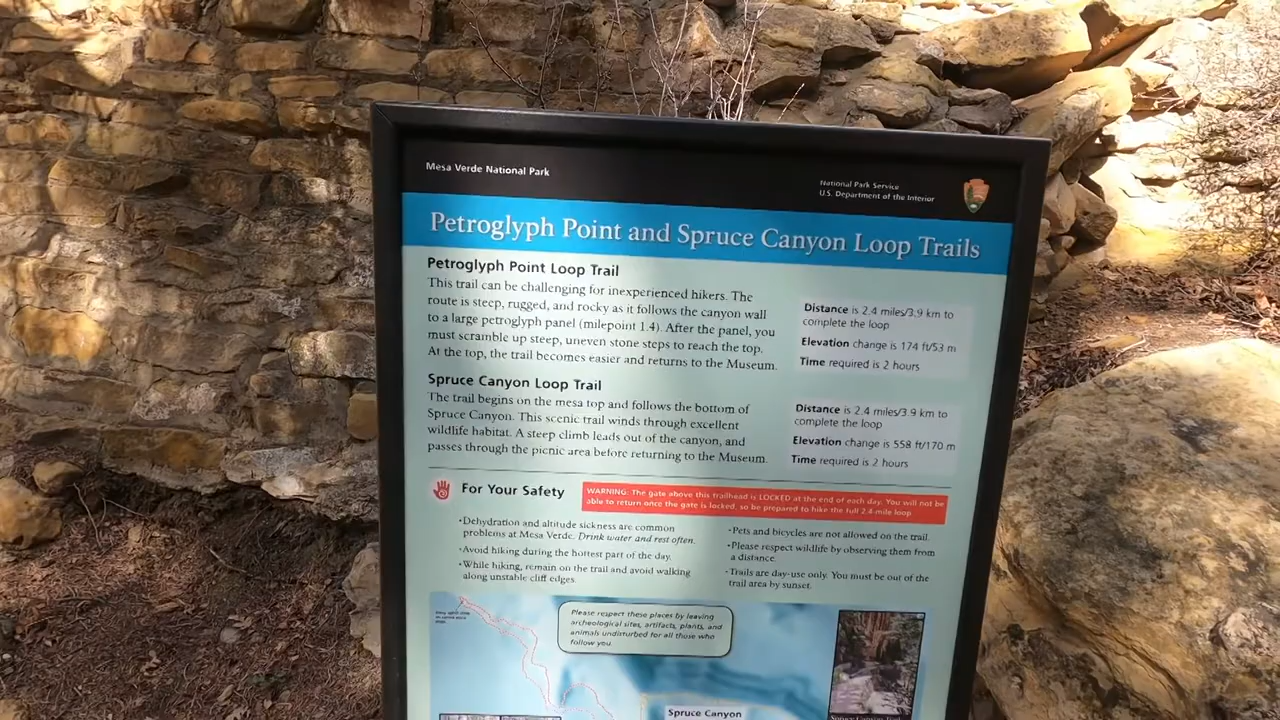 Mesa Verde National Park
National Park Service
U.S. Department of the Interior
Petroglyph Point and Spruce Canyon Loop Trails
Petroglyph Point Loop Trail
This trail can be challenging for inexperienced hikers. The
route is steep, rugged, and rocky as it follows the canyon wall
to a large petroglyph panel (milepoint 1.4). After the panel, you
must scramble up steep, uneven stone steps to reach the top.
At the top, the trail becomes easier and returns to the Museum.
Distance is 2.4 miles/3.9 km to
complete the loop
Elevation change is 174 ft/53 m
Time required is 2 hours
Spruce Canyon Loop Trail
The trail begins on the mesa top and follows the bottom of
Spruce Canyon. This scenic trail winds through excellent
wildlife habitat. A steep climb leads out of the canyon, and
passes through the picnic area before returning to the Museum.
Distance is 2.4 miles/3.9 km to
complete the loop
Elevation change is 558 ft/170 m
Time required is 2 hours
For Your Safety
WARNING: The gate above this trailhead is LOCKED at the end of each day. You will not be
able to return once the gate is locked, so be prepared to hike the full 2.4-mile loop.
•Dehydration and altitude sickness are common
problems at Mesa Verde. Drink water and rest often.
•Avoid hiking during the hottest part of the day.
•While hiking, remain on the trail and avoid walking
along unstable cliff edges.
•Pets and bicycles are not allowed on the trail.
•Please respect wildlife by observing them from
a distance.
•Trails are day-use only. You must be out of the
trail area by sunset.
Please respect these places by leaving
archeological sites, artifacts, plants, and
animals undisturbed for all those who
follow you.
Spruce Canyon
Spruce Canyon Trail